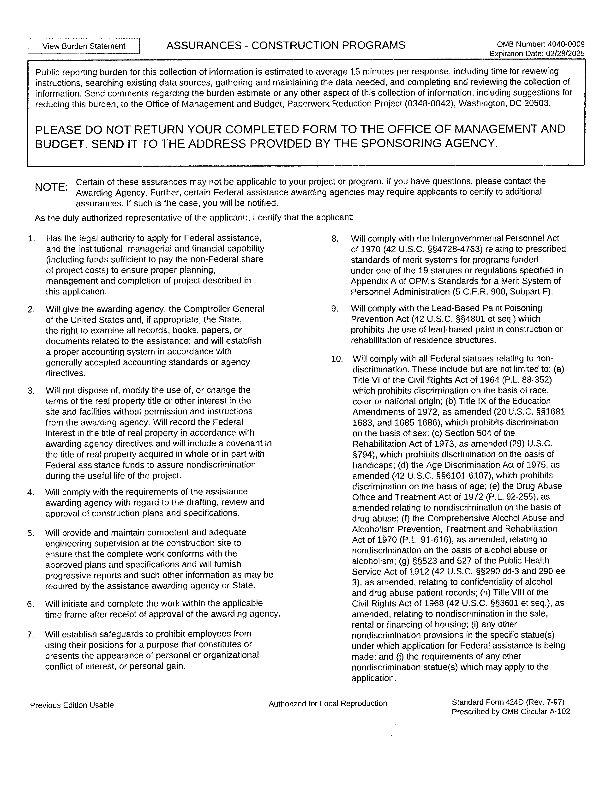 View Burden Statement
ASSURANCES - CONSTRUCTION PROGRAMS
OMB Number: 4040-0009
Expiration Date: 02/28/2025
Public reporting burden for this collection of information is estimated to average 15 minutes per response, including time for reviewing
instructions, searching existing data sources, gathering and maintaining the data needed, and completing and reviewing the collection of
information. Send comments regarding the burden estimate or any other aspect of this collection of information, including suggestions for
reducing this burden, to the Office of Management and Budget, Paperwork Reduction Project (0348-0042), Washington, DC 20503.
PLEASE DO NOT RETURN YOUR COMPLETED FORM TO THE OFFICE OF MANAGEMENT AND
BUDGET. SEND IT TO THE ADDRESS PROVIDED BY THE SPONSORING AGENCY.
NOTE: Certain of these assurances may not be applicable to your project or program. If you have questions, please contact the
Awarding Agency. Further, certain Federal assistance awarding agencies may require applicants to certify to additional
assurances. If such is the case, you will be notified.
As the duly authorized representative of the applicant, I certify that the applicant:
1. Has the legal authority to apply for Federal assistance,
and the institutional, managerial and financial capability
(including funds sufficient to pay the non-Federal share
of project costs) to ensure proper planning,
management and completion of project described in
this application.
2. Will give the awarding agency, the Comptroller General
of the United States and, if appropriate, the State,
the right to examine all records, books, papers, or
documents related to the assistance; and will establish
a proper accounting system in accordance with
generally accepted accounting standards or agency
directives.
3. Will not dispose of, modify the use of, or change the
terms of the real property title or other interest in the
site and facilities without permission and instructions
from the awarding agency. Will record the Federal
interest in the title of real property in accordance with
awarding agency directives and will include a covenant in
the title of real property acquired in whole or in part with
Federal assistance funds to assure nondiscrimination
during the useful life of the project.
4. Will comply with the requirements of the assistance
awarding agency with regard to the drafting, review and
approval of construction plans and specifications.
5. Will provide and maintain competent and adequate
engineering supervision at the construction site to
ensure that the complete work conforms with the
approved plans and specifications and will furnish
progressive reports and such other information as may be
required by the assistance awarding agency or State.
6. Will initiate and complete the work within the applicable
time frame after receipt of approval of the awarding agency.
7. Will establish safeguards to prohibit employees from
using their positions for a purpose that constitutes or
presents the appearance of personal or organizational
conflict of interest, or personal gain.
8. Will comply with the Intergovernmental Personnel Act
of 1970 (42 U.S.C. §§4728-4763) relating to prescribed
standards of merit systems for programs funded
under one of the 19 statutes or regulations specified in
Appendix A of OPM's Standards for a Merit System of
Personnel Administration (5 C.F.R. 900, Subpart F).
9. Will comply with the Lead-Based Paint Poisoning
Prevention Act (42 U.S.C. §§4801 et seq.) which
prohibits the use of lead-based paint in construction or
rehabilitation of residence structures.
10. Will comply with all Federal statutes relating to non-
discrimination. These include but are not limited to: (a)
Title VI of the Civil Rights Act of 1964 (P.L. 88-352)
which prohibits discrimination on the basis of race,
color or national origin; (b) Title IX of the Education
Amendments of 1972, as amended (20 U.S.C. §§1681
1683, and 1685-1686), which prohibits discrimination
on the basis of sex; (c) Section 504 of the
Rehabilitation Act of 1973, as amended (29) U.S.C.
§794), which prohibits discrimination on the basis of
handicaps; (d) the Age Discrimination Act of 1975, as
amended (42 U.S.C. §§6101-6107), which prohibits
discrimination on the basis of age; (e) the Drug Abuse
Office and Treatment Act of 1972 (P.L. 92-255), as
amended relating to nondiscrimination on the basis of
drug abuse; (f) the Comprehensive Alcohol Abuse and
Alcoholism Prevention, Treatment and Rehabilitation
Act of 1970 (P.L. 91-616), as amended, relating to
nondiscrimination on the basis of alcohol abuse or
alcoholism; (g) §§523 and 527 of the Public Health
Service Act of 1912 (42 U.S.C. §§290 dd-3 and 290 ee
3), as amended, relating to confidentiality of alcohol
and drug abuse patient records; (h) Title VIII of the
Civil Rights Act of 1968 (42 U.S.C. §§3601 et seq.), as
amended, relating to nondiscrimination in the sale,
rental or financing of housing; (i) any other
nondiscrimination provisions in the specific statue(s)
under which application for Federal assistance is being
made; and (j) the requirements of any other
nondiscrimination statue(s) which may apply to the
application.
Previous Edition Usable
Authorized for Local Reproduction
Standard Form 424D (Rev. 7-97)
Prescribed by OMB Circular A-102